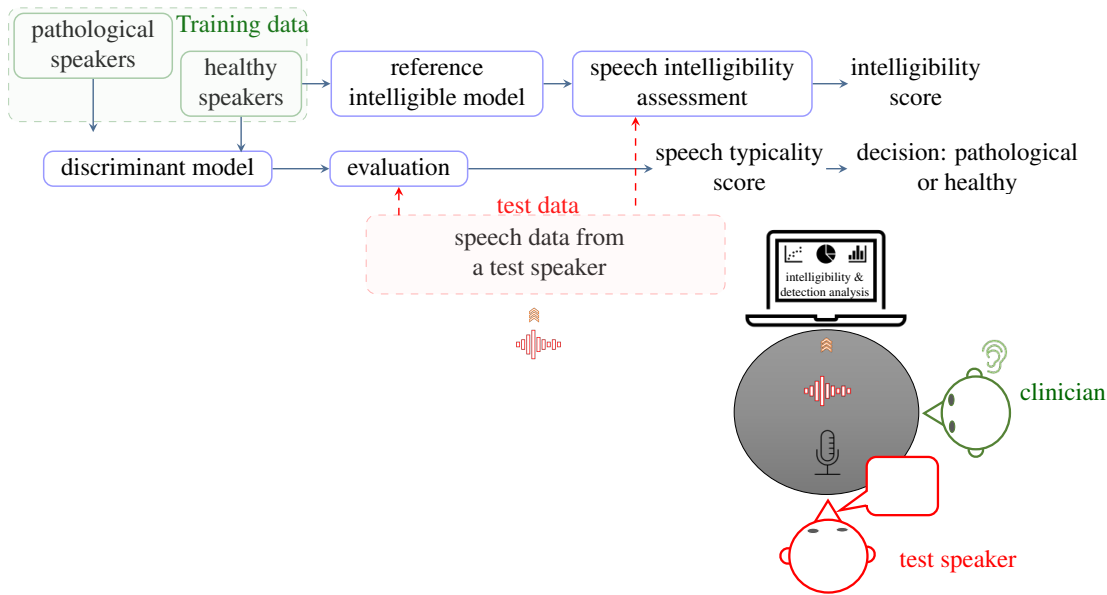 Training data
pathological
speakers
healthy
speakers
reference
intelligible model
speech intelligibility
assessment
intelligibility
score
discriminant model
evaluation
speech typicality
score
decision: pathological
or healthy
test data
speech data from
a test speaker
intelligibility &
detection analysis
clinician
test speaker